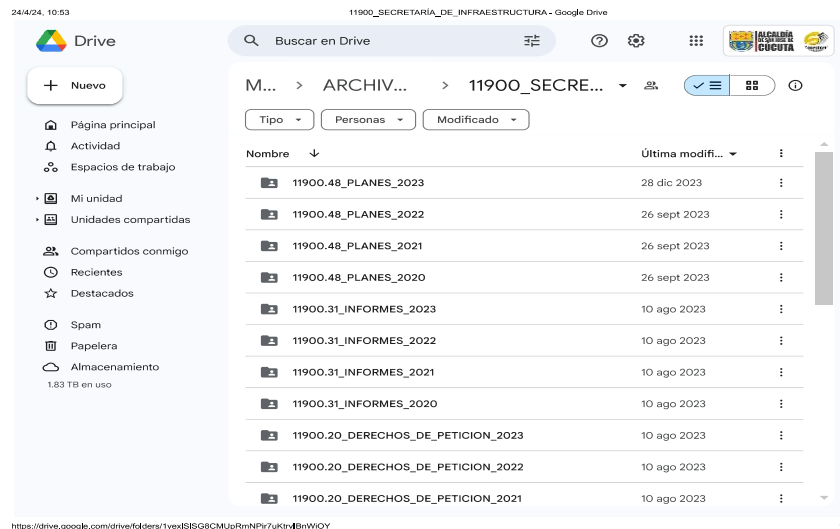 24/4/24, 10:53 11900_SECRETARÍA_DE_INFRAESTRUCTURA - Google Drive
Drive
Buscar en Drive
ALCALDÍA
DE SAN JOSÉ DE
CÚCUTA
Nuevo
M... > ARCHIV... > 11900_SECRE...
Tipo Personas Modificado
Página principal
Actividad
Espacios de trabajo
Mi unidad
Unidades compartidas
Compartidos conmigo
Recientes
Destacados
Spam
Papelera
Almacenamiento
1.83 TB en uso
Nombre Última modifi...
11900.48_PLANES_2023 28 dic 2023
11900.48_PLANES_2022 26 sept 2023
11900.48_PLANES_2021 26 sept 2023
11900.48_PLANES_2020 26 sept 2023
11900.31_INFORMES_2023 10 ago 2023
11900.31_INFORMES_2022 10 ago 2023
11900.31_INFORMES_2021 10 ago 2023
11900.31_INFORMES_2020 10 ago 2023
11900.20_DERECHOS_DE_PETICION_2023 10 ago 2023
11900.20_DERECHOS_DE_PETICION_2022 10 ago 2023
11900.20_DERECHOS_DE_PETICION_2021 10 ago 2023